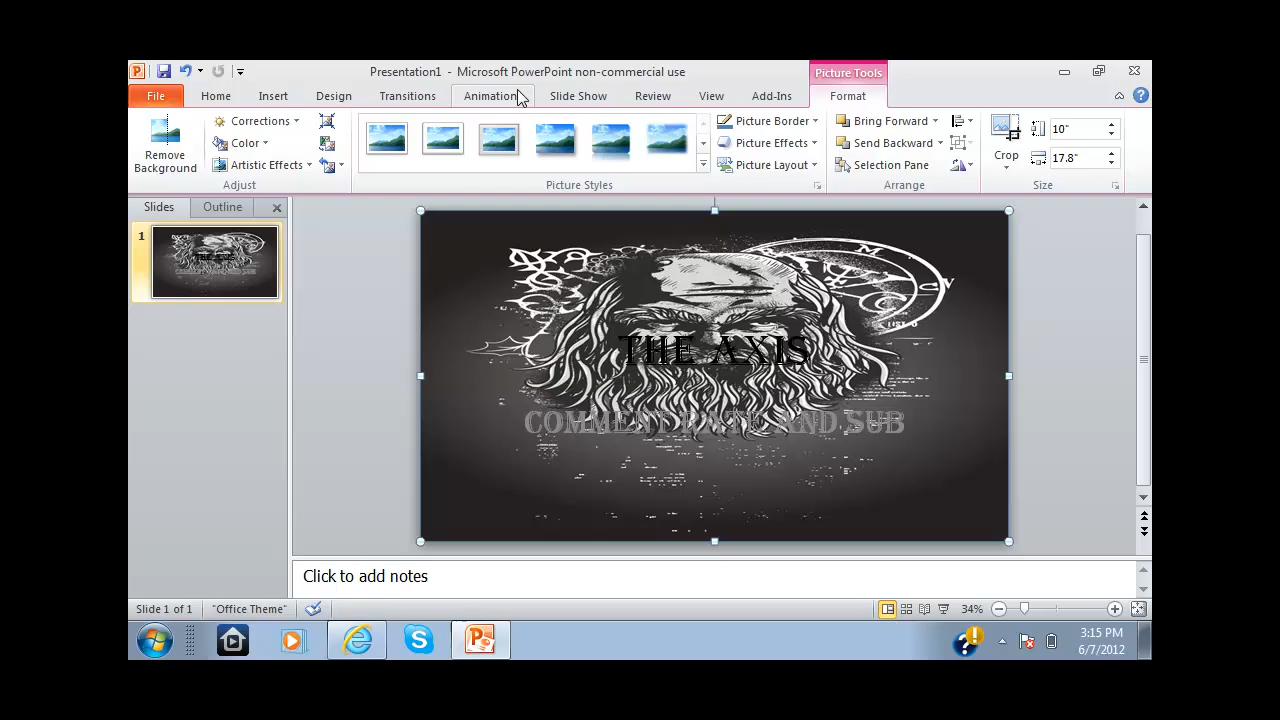 Presentation1 - Microsoft PowerPoint non-commercial use
Picture Tools
File Home Insert Design Transitions Animations Slide Show Review View Add-Ins Format
Remove Background
Corrections
Color
Artistic Effects
Adjust
Picture Styles
Picture Border
Picture Effects
Picture Layout
Bring Forward
Send Backward
Selection Pane
Arrange
Crop
10"
17.8"
Size
Slides Outline
1
THE AXIS
COMMENT RATE AND SUB
Click to add notes
Slide 1 of 1
"Office Theme"
34%
3:15 PM
6/7/2012